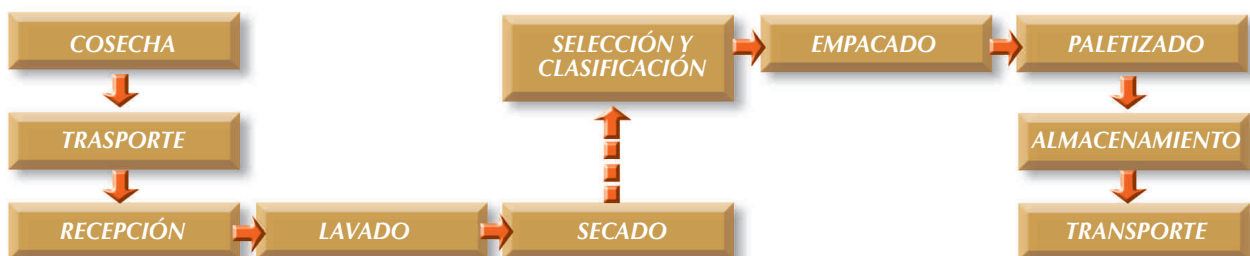 COSECHA
TRASPORTE
RECEPCIÓN
LAVADO
SECADO
SELECCIÓN Y
CLASIFICACIÓN
EMPACADO
PALETIZADO
ALMACENAMIENTO
TRANSPORTE